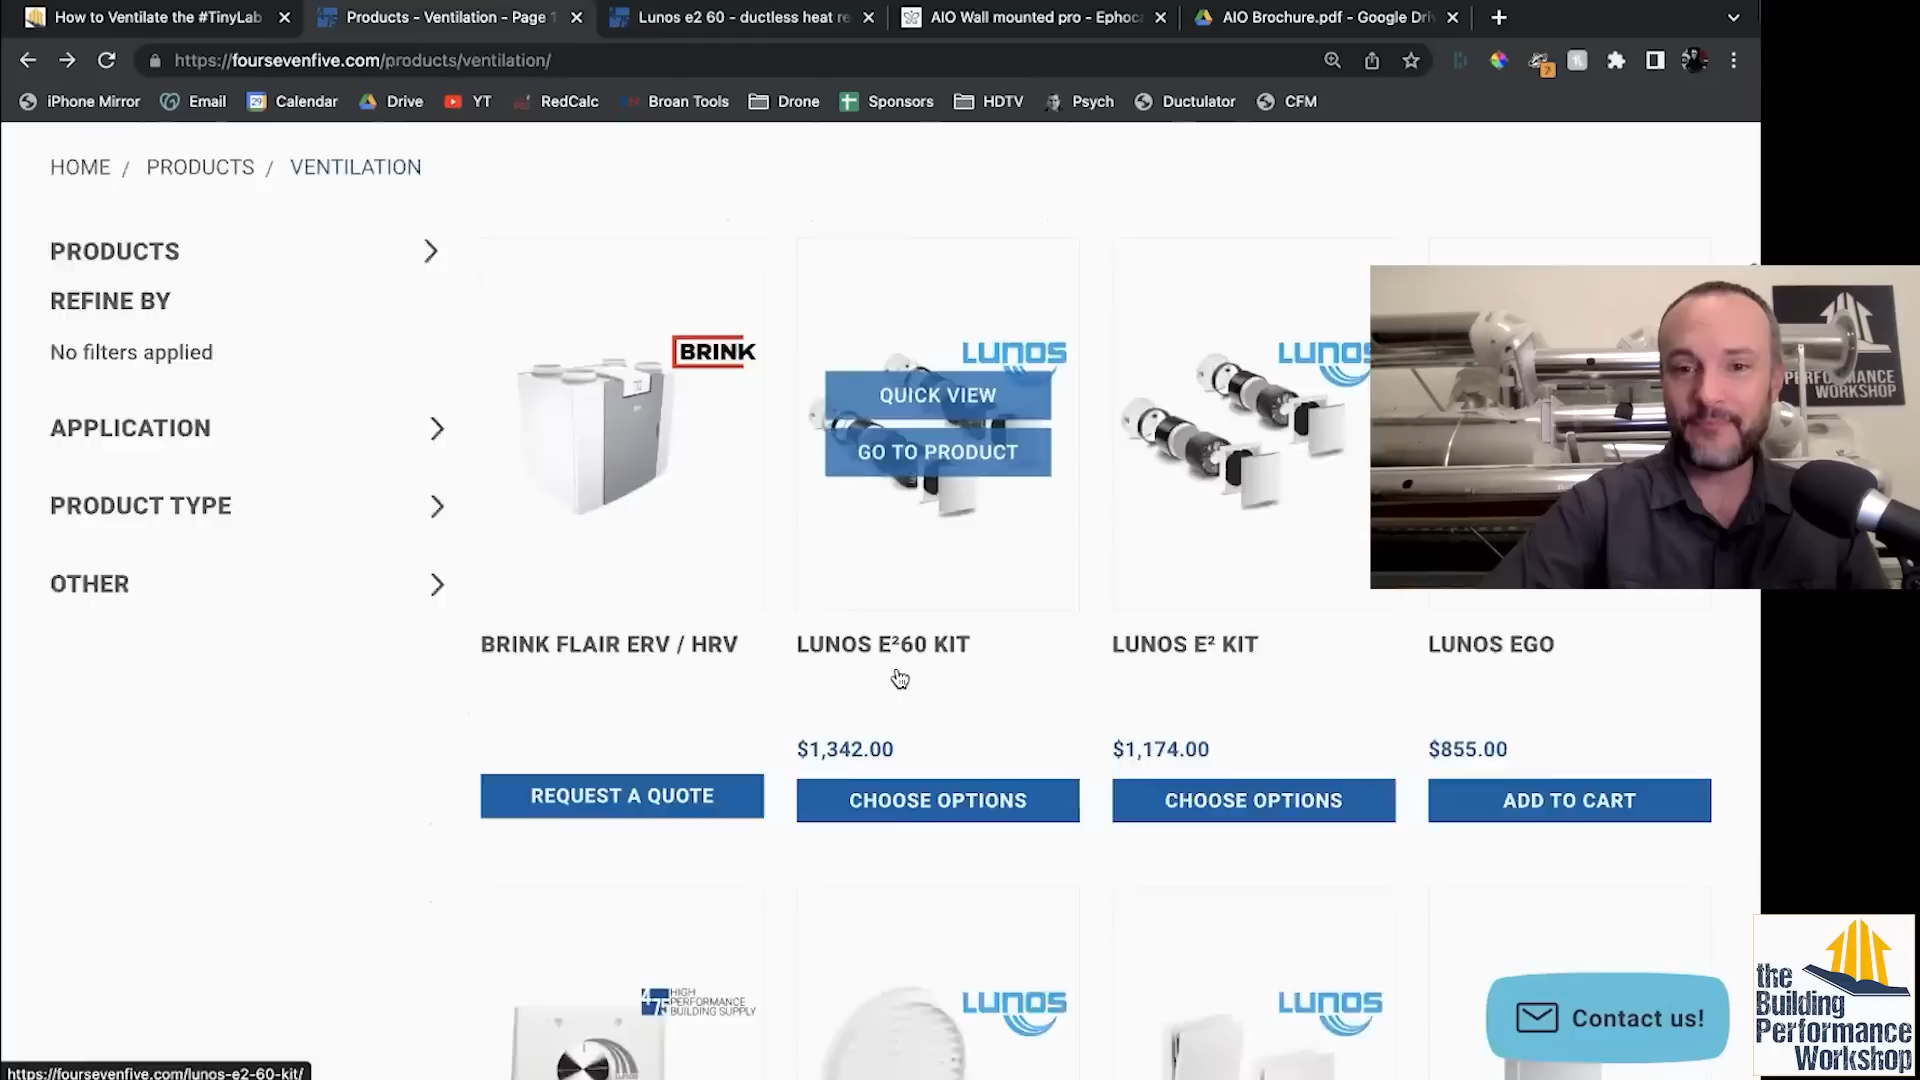 How to Ventilate the #TinyLab
Products - Ventilation - Page 1
Lunos e2 60 - ductless heat re
AIO Wall mounted pro - Ephoca
AIO Brochure.pdf - Google Driv
https://foursevenfive.com/products/ventilation/
iPhone Mirror
Email
Calendar
Drive
YT
RedCalc
Broan Tools
Drone
Sponsors
HDTV
Psych
Ductulator
CFM
HOME / PRODUCTS / VENTILATION
PRODUCTS
REFINE BY
No filters applied
APPLICATION
PRODUCT TYPE
OTHER
BRINK
LUNOS
LUNOS
QUICK VIEW
GO TO PRODUCT
PERFORMANCE
WORKSHOP
BRINK FLAIR ERV / HRV
LUNOS E²60 KIT
LUNOS E² KIT
LUNOS EGO
$1,342.00
$1,174.00
$855.00
REQUEST A QUOTE
CHOOSE OPTIONS
CHOOSE OPTIONS
ADD TO CART
475 HIGH
PERFORMANCE
BUILDING SUPPLY
LUNOS
LUNOS
Contact us!
the
Building
Performance
Workshop
https://foursevenfive.com/lunos-e2-60-kit/